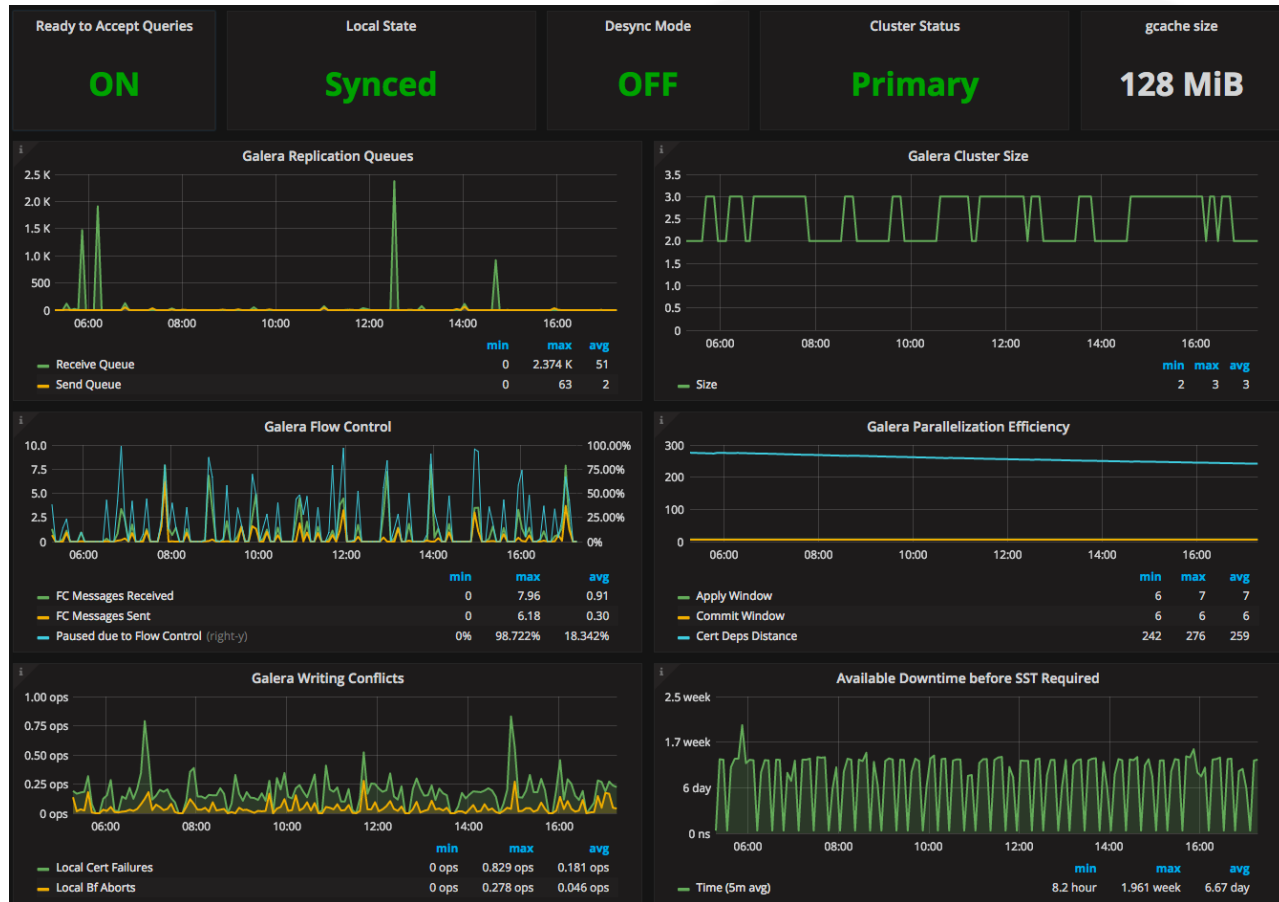 Ready to Accept Queries
ON
Local State
Synced
Desync Mode
OFF
Cluster Status
Primary
gcache size
128 MiB
Galera Replication Queues
2.5 K
2.0 K
1.5 K
1.0 K
500
0
06:00 08:00 10:00 12:00 14:00 16:00
min max avg
Receive Queue 0 2.374 K 51
Send Queue 0 63 2
Galera Cluster Size
3.5
3.0
2.5
2.0
1.5
1.0
0.5
0
06:00 08:00 10:00 12:00 14:00 16:00
min max avg
Size 2 3 3
Galera Flow Control
10.0 100.00%
7.5 75.00%
5.0 50.00%
2.5 25.00%
0 0%
06:00 08:00 10:00 12:00 14:00 16:00
min max avg
FC Messages Received 0 7.96 0.91
FC Messages Sent 0 6.18 0.30
Paused due to Flow Control (right-y) 0% 98.722% 18.342%
Galera Parallelization Efficiency
300
200
100
0
06:00 08:00 10:00 12:00 14:00 16:00
min max avg
Apply Window 6 7 7
Commit Window 6 6 6
Cert Deps Distance 242 276 259
Galera Writing Conflicts
1.00 ops
0.75 ops
0.50 ops
0.25 ops
0 ops
06:00 08:00 10:00 12:00 14:00 16:00
min max avg
Local Cert Failures 0 ops 0.829 ops 0.181 ops
Local Bf Aborts 0 ops 0.278 ops 0.046 ops
Available Downtime before SST Required
2.5 week
1.7 week
6 day
0 ns
06:00 08:00 10:00 12:00 14:00 16:00
min max avg
Time (5m avg) 8.2 hour 1.961 week 6.67 day